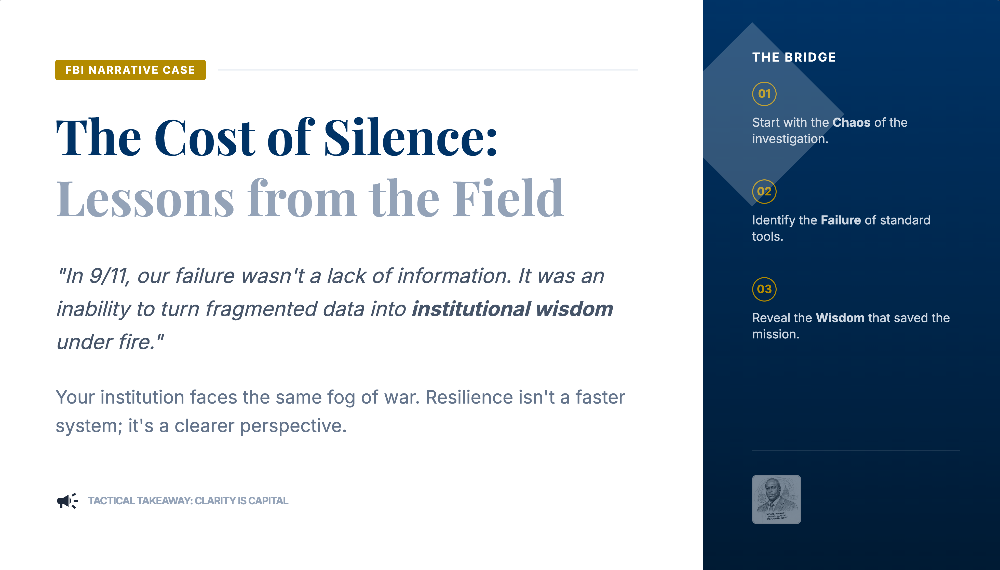 FBI NARRATIVE CASE
The Cost of Silence:
Lessons from the Field
"In 9/11, our failure wasn't a lack of information. It was an
inability to turn fragmented data into institutional wisdom
under fire."
Your institution faces the same fog of war. Resilience isn't a faster
system; it's a clearer perspective.
TACTICAL TAKEAWAY: CLARITY IS CAPITAL
THE BRIDGE
01
Start with the Chaos of the
investigation.
02
Identify the Failure of standard
tools.
03
Reveal the Wisdom that saved the
mission.
OFFICIAL PORTRAIT
MIGUEL CLARKE
FBI SPECIAL AGENT